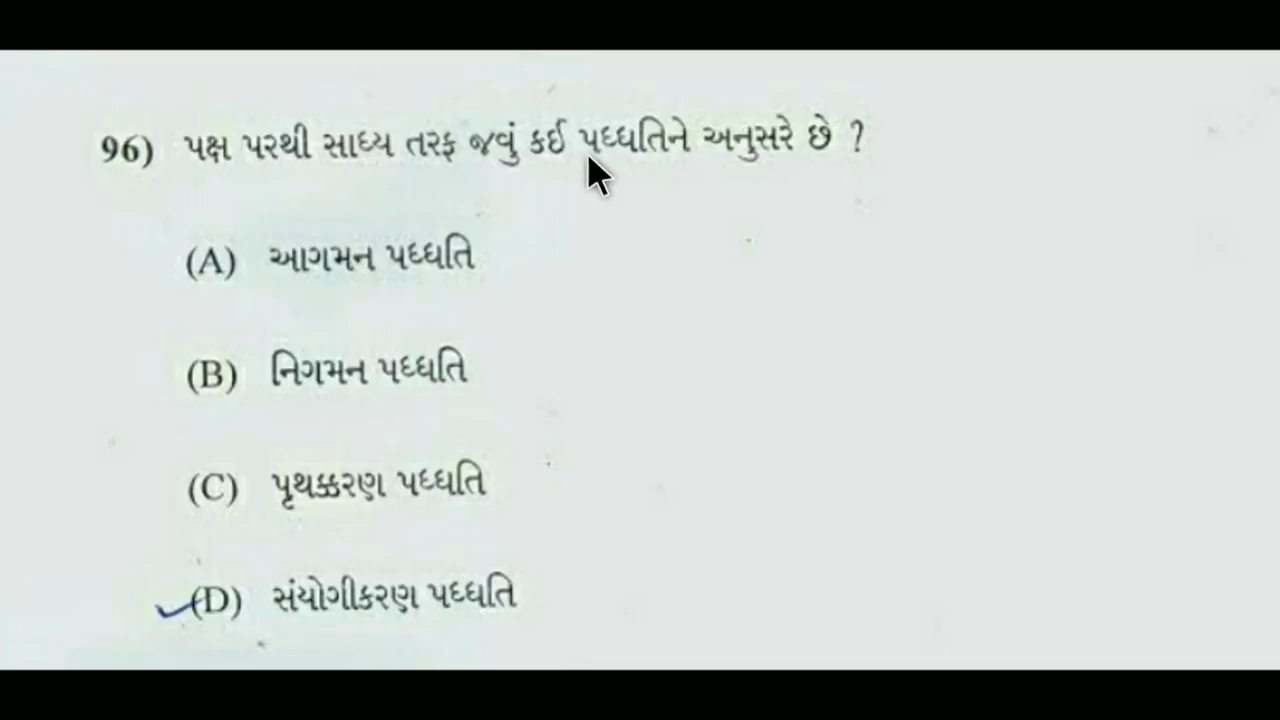 96) પક્ષ પરથી સાધ્ય તરફ જવું કઈ પધ્ધતિને અનુસરે છે ?
(A) આગમન પધ્ધતિ
(B) નિગમન પધ્ધતિ
(C) પૃથક્કરણ પધ્ધતિ
(D) સંયોગીકરણ પધ્ધતિ